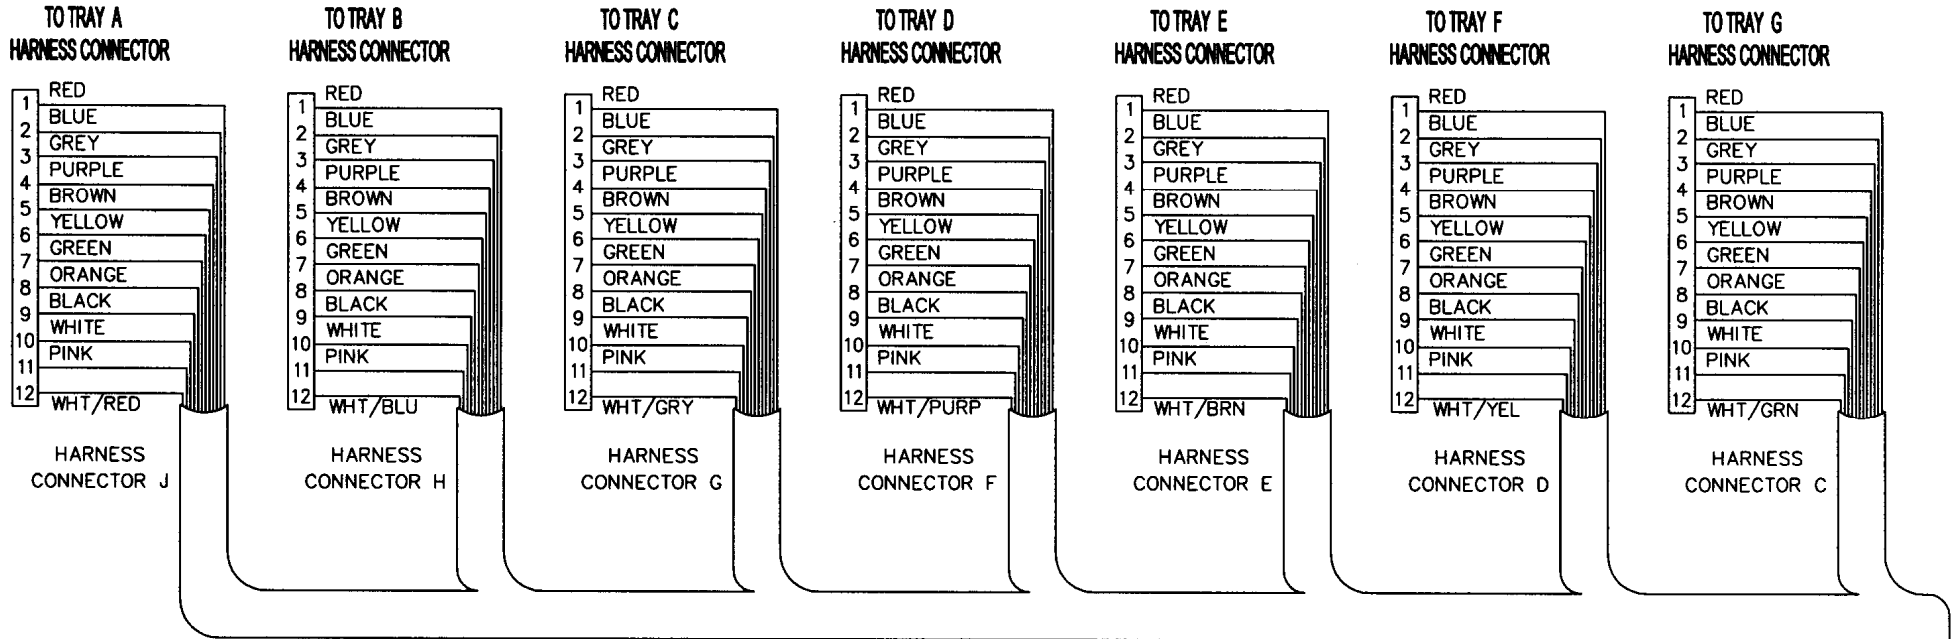 TO TRAY A
HARNESS CONNECTOR
1 RED
2 BLUE
3 GREY
4 PURPLE
5 BROWN
6 YELLOW
7 GREEN
8 ORANGE
9 BLACK
10 WHITE
11 PINK
12 WHT/RED
HARNESS
CONNECTOR J
TO TRAY B
HARNESS CONNECTOR
1 RED
2 BLUE
3 GREY
4 PURPLE
5 BROWN
6 YELLOW
7 GREEN
8 ORANGE
9 BLACK
10 WHITE
11 PINK
12 WHT/BLU
HARNESS
CONNECTOR H
TO TRAY C
HARNESS CONNECTOR
1 RED
2 BLUE
3 GREY
4 PURPLE
5 BROWN
6 YELLOW
7 GREEN
8 ORANGE
9 BLACK
10 WHITE
11 PINK
12 WHT/GRY
HARNESS
CONNECTOR G
TO TRAY D
HARNESS CONNECTOR
1 RED
2 BLUE
3 GREY
4 PURPLE
5 BROWN
6 YELLOW
7 GREEN
8 ORANGE
9 BLACK
10 WHITE
11 PINK
12 WHT/PURP
HARNESS
CONNECTOR F
TO TRAY E
HARNESS CONNECTOR
1 RED
2 BLUE
3 GREY
4 PURPLE
5 BROWN
6 YELLOW
7 GREEN
8 ORANGE
9 BLACK
10 WHITE
11 PINK
12 WHT/BRN
HARNESS
CONNECTOR E
TO TRAY F
HARNESS CONNECTOR
1 RED
2 BLUE
3 GREY
4 PURPLE
5 BROWN
6 YELLOW
7 GREEN
8 ORANGE
9 BLACK
10 WHITE
11 PINK
12 WHT/YEL
HARNESS
CONNECTOR D
TO TRAY G
HARNESS CONNECTOR
1 RED
2 BLUE
3 GREY
4 PURPLE
5 BROWN
6 YELLOW
7 GREEN
8 ORANGE
9 BLACK
10 WHITE
11 PINK
12 WHT/GRN
HARNESS
CONNECTOR C